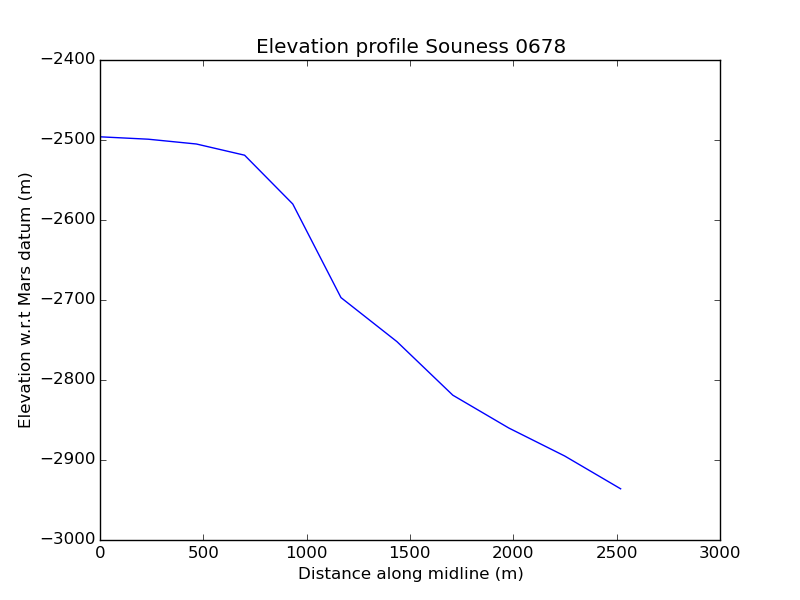 Elevation profile Souness 0678
−2400
−2500
−2600
−2700
−2800
−2900
−3000
Elevation w.r.t Mars datum (m)
0 500 1000 1500 2000 2500 3000
Distance along midline (m)